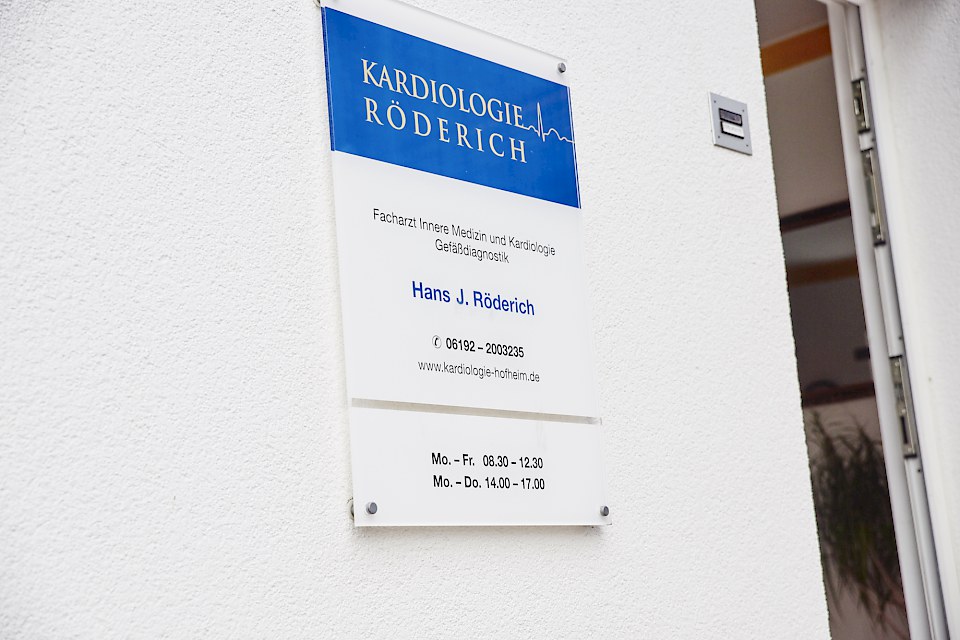 KARDIOLOGIE
RÖDERICH
Facharzt Innere Medizin und Kardiologie
Gefäßdiagnostik
Hans J. Röderich
✆ 06192 – 2003235
www.kardiologie-hofheim.de
Mo. – Fr. 08.30 – 12.30
Mo. – Do. 14.00 – 17.00